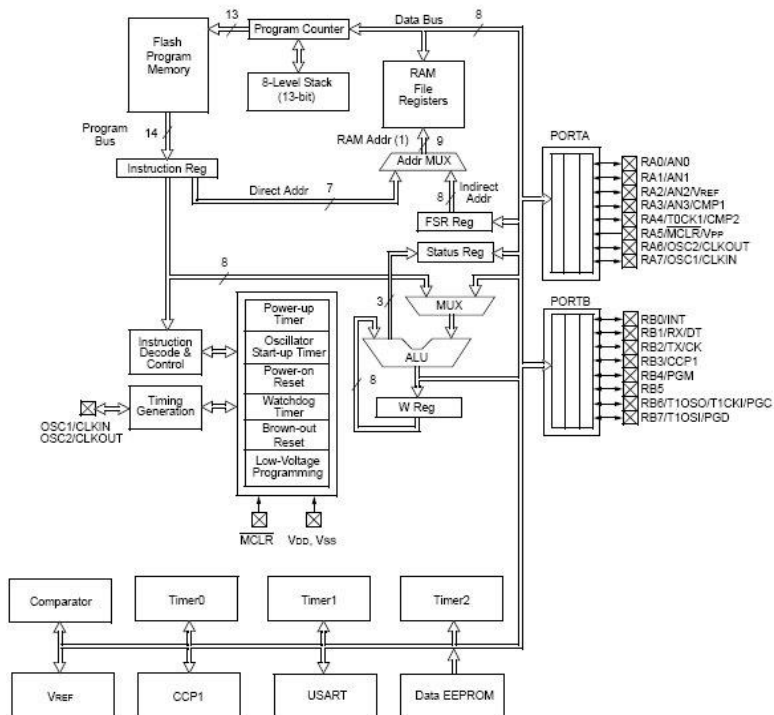 13
Program Counter
Data Bus
8
Flash
Program
Memory
8-Level Stack
(13-bit)
RAM
File
Registers
Program
Bus
14
RAM Addr (1)
9
Addr MUX
Instruction Reg
Direct Addr
7
8
Indirect
Addr
FSR Reg
Status Reg
8
3
MUX
ALU
8
W Reg
Instruction
Decode &
Control
Timing
Generation
OSC1/CLKIN
OSC2/CLKOUT
Power-up
Timer
Oscillator
Start-up Timer
Power-on
Reset
Watchdog
Timer
Brown-out
Reset
Low-Voltage
Programming
MCLR
VDD, VSS
PORTA
RA0/AN0
RA1/AN1
RA2/AN2/VREF
RA3/AN3/CMP1
RA4/T0CK1/CMP2
RA5/MCLR/VPP
RA6/OSC2/CLKOUT
RA7/OSC1/CLKIN
PORTB
RB0/INT
RB1/RX/DT
RB2/TX/CK
RB3/CCP1
RB4/PGM
RB5
RB6/T1OSO/T1CKI/PGC
RB7/T1OSI/PGD
Comparator
Timer0
Timer1
Timer2
VREF
CCP1
USART
Data EEPROM